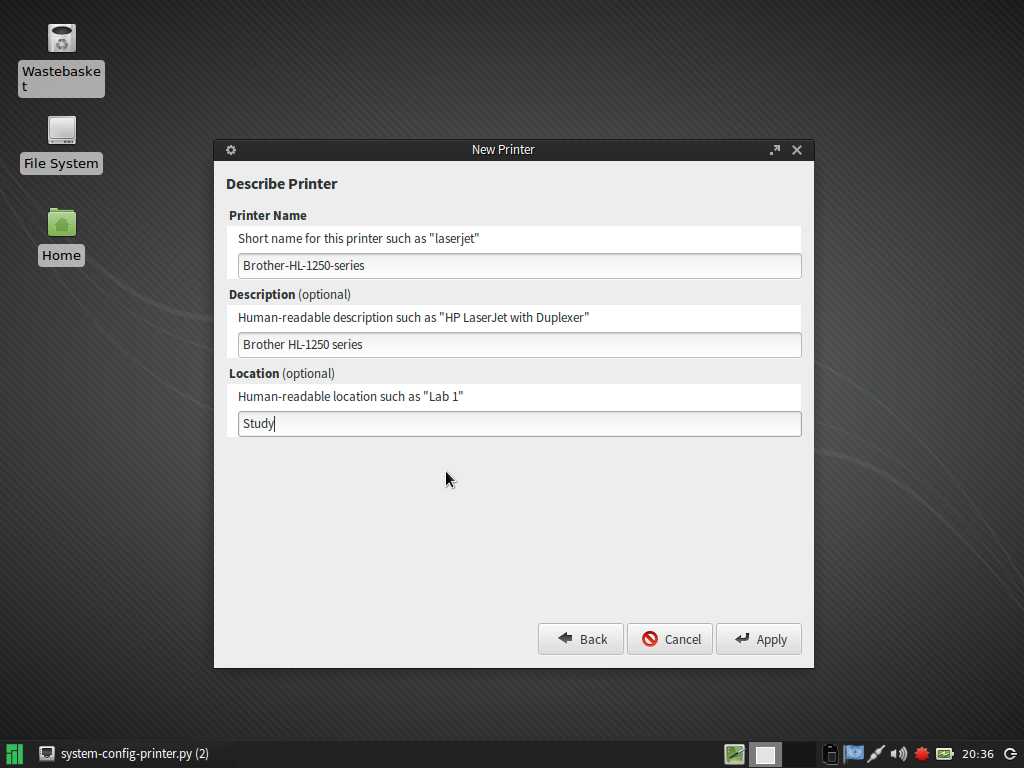 Wastebaske
t
File System
Home
New Printer
Describe Printer
Printer Name
Short name for this printer such as "laserjet"
Brother-HL-1250-series
Description (optional)
Human-readable description such as "HP LaserJet with Duplexer"
Brother HL-1250 series
Location (optional)
Human-readable location such as "Lab 1"
Study
Back Cancel Apply
system-config-printer.py (2) 20:36